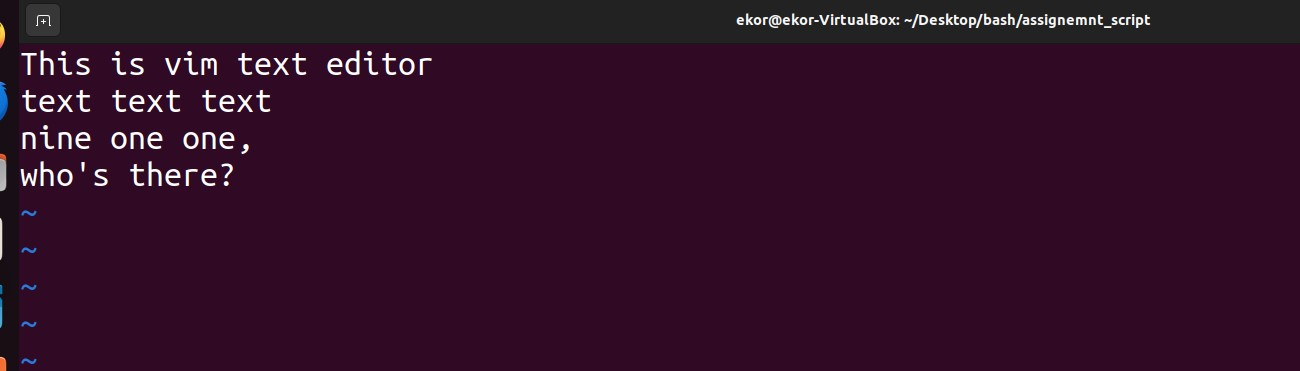 ekor@ekor-VirtualBox: ~/Desktop/bash/assignemnt_script
This is vim text editor
text text text
nine one one,
who's there?
~
~
~
~
~